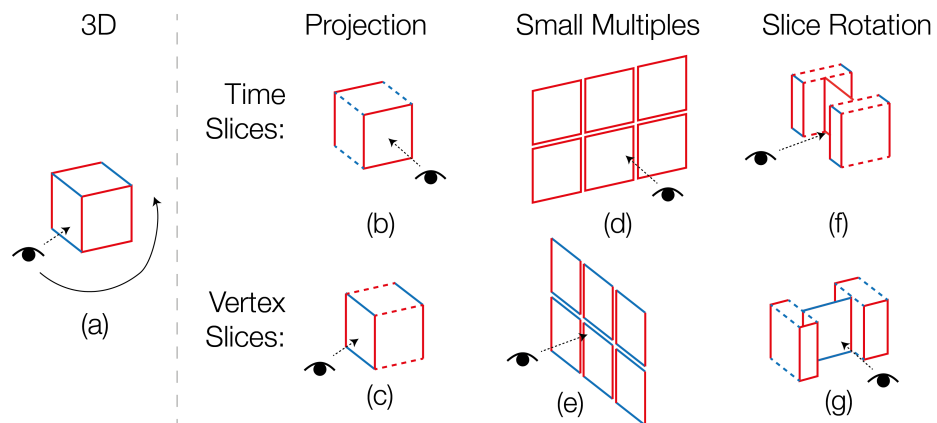 3D
Projection
Small Multiples
Slice Rotation
Time
Slices:
(b)
(d)
(f)
(a)
Vertex
Slices:
(c)
(e)
(g)